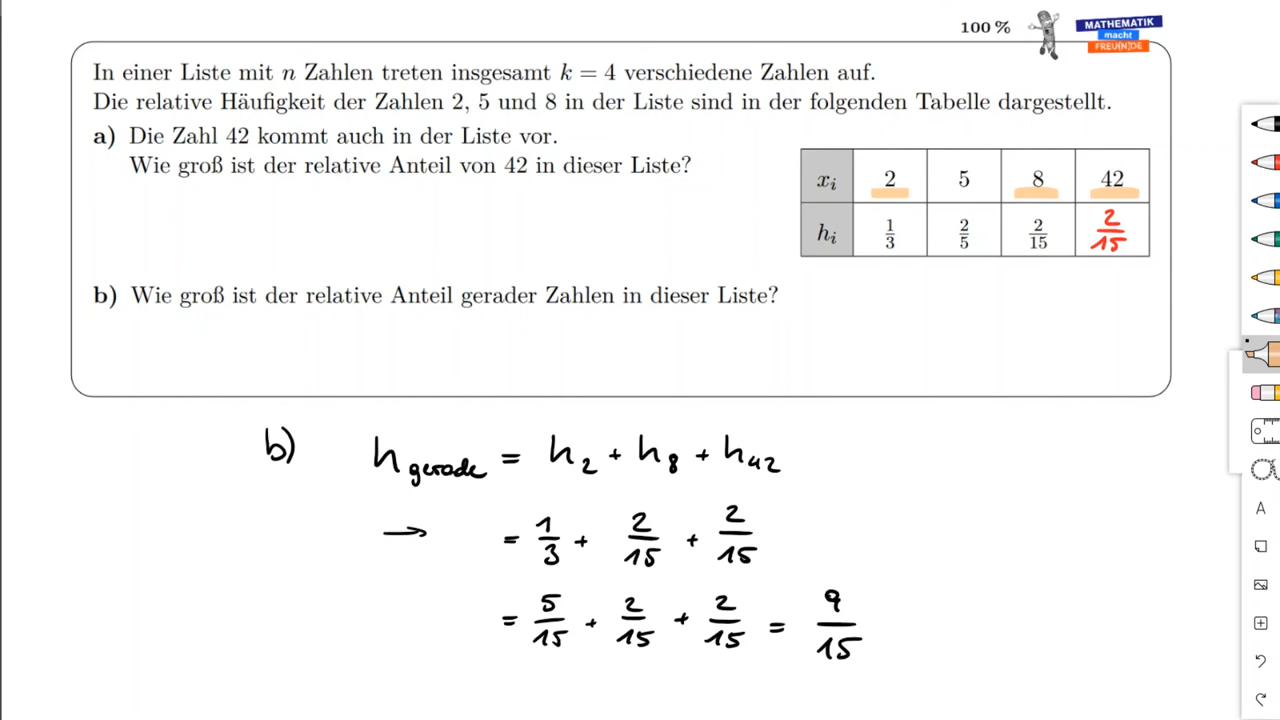 100 %
MATHEMATIK
macht
FREU(N)DE
In einer Liste mit n Zahlen treten insgesamt k = 4 verschiedene Zahlen auf.
Die relative Häufigkeit der Zahlen 2, 5 und 8 in der Liste sind in der folgenden Tabelle dargestellt.
a) Die Zahl 42 kommt auch in der Liste vor.
Wie groß ist der relative Anteil von 42 in dieser Liste?
xᵢ 2 5 8 42
hᵢ 1/3 2/5 2/15 2/15
b) Wie groß ist der relative Anteil gerader Zahlen in dieser Liste?
b) h_gerade = h_2 + h_8 + h_42
→ = 1/3 + 2/15 + 2/15
= 5/15 + 2/15 + 2/15 = 9/15
A